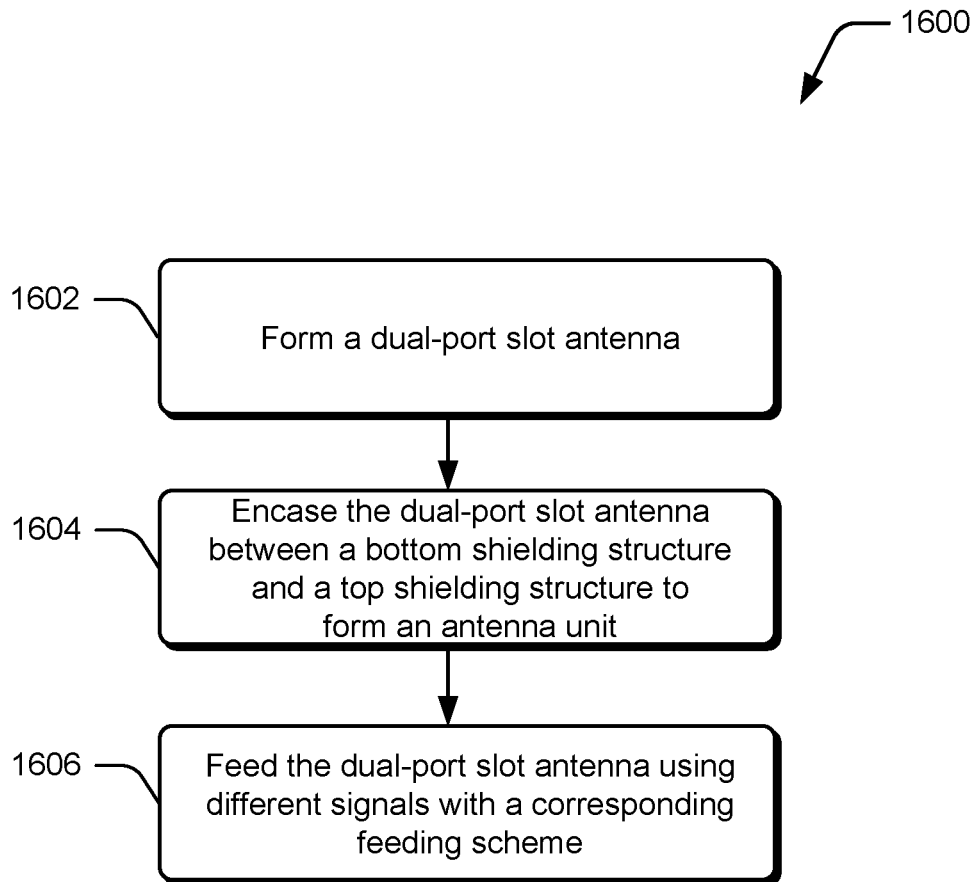 1600
1602
Form a dual-port slot antenna
1604
Encase the dual-port slot antenna
between a bottom shielding structure
and a top shielding structure to
form an antenna unit
1606
Feed the dual-port slot antenna using
different signals with a corresponding
feeding scheme